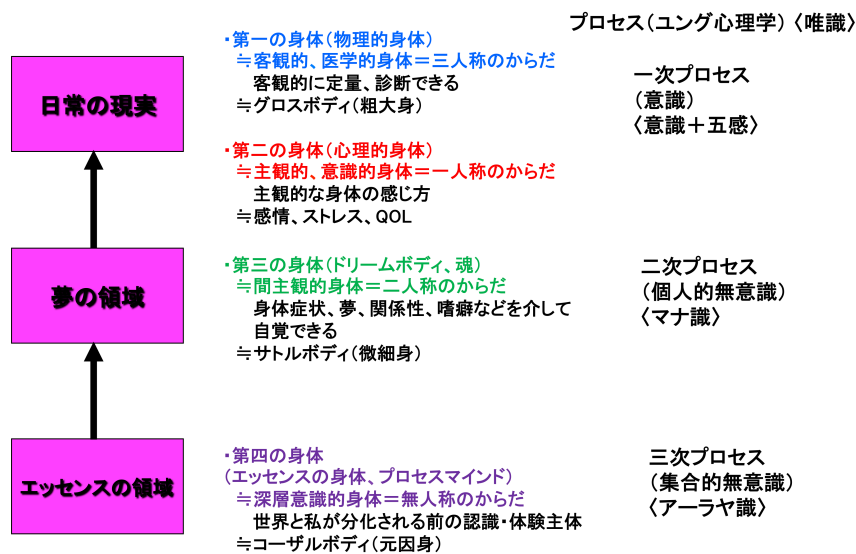 プロセス（ユング心理学）〈唯識〉
日常の現実
・第一の身体（物理的身体）
≒客観的、医学的身体＝三人称のからだ
客観的に定量、診断できる
≒グロスボディ（粗大身）
一次プロセス
（意識）
〈意識＋五感〉
・第二の身体（心理的身体）
≒主観的、意識的身体＝一人称のからだ
主観的な身体の感じ方
≒感情、ストレス、QOL
夢の領域
・第三の身体（ドリームボディ、魂）
≒間主観的身体＝二人称のからだ
身体症状、夢、関係性、嗜癖などを介して
自覚できる
≒サトルボディ（微細身）
二次プロセス
（個人的無意識）
〈マナ識〉
エッセンスの領域
・第四の身体
（エッセンスの身体、プロセスマインド）
≒深層意識的身体＝無人称のからだ
世界と私が分化される前の認識・体験主体
≒コーザルボディ（元因身）
三次プロセス
（集合的無意識）
〈アーラヤ識〉